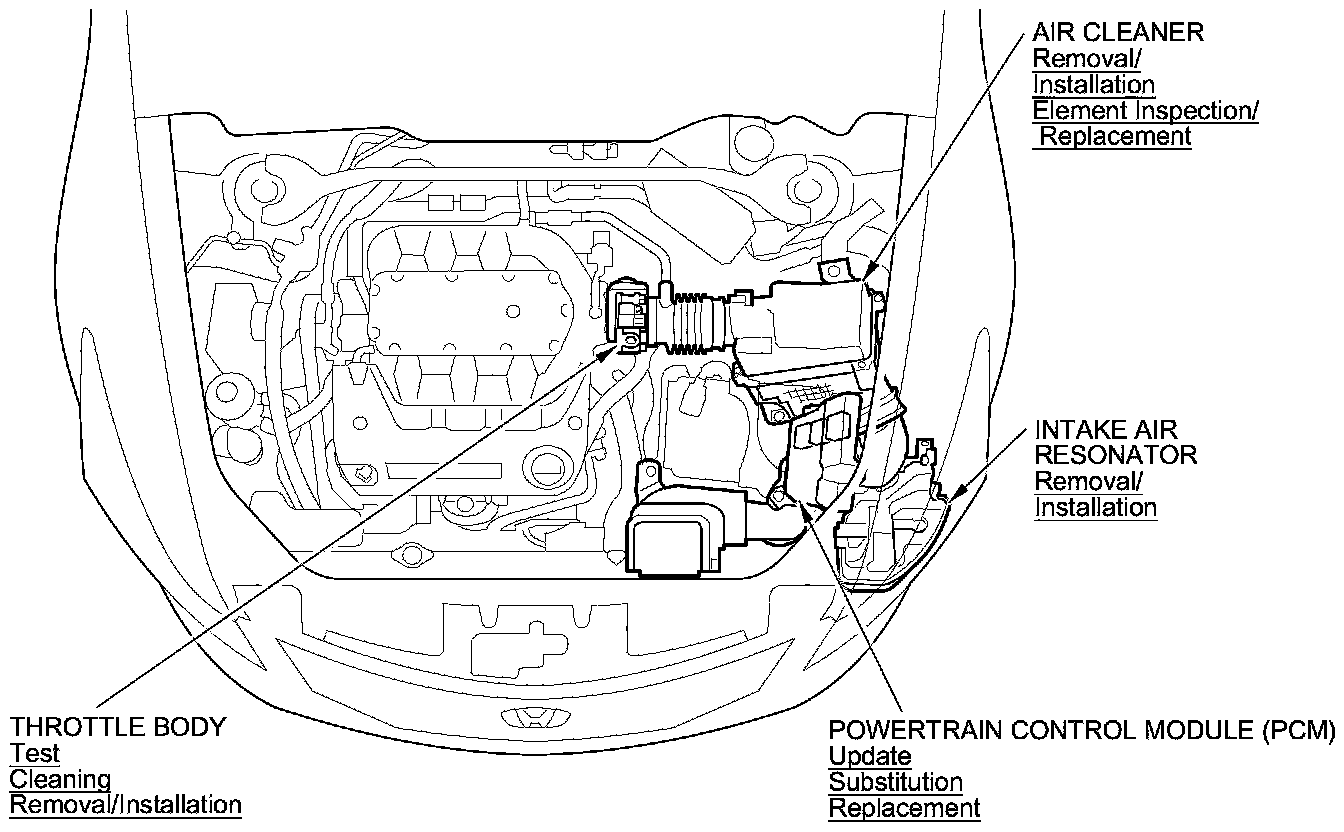 AIR CLEANER
Removal/
Installation
Element Inspection/
Replacement
INTAKE AIR
RESONATOR
Removal/
Installation
THROTTLE BODY
Test
Cleaning
Removal/Installation
POWERTRAIN CONTROL MODULE (PCM)
Update
Substitution
Replacement